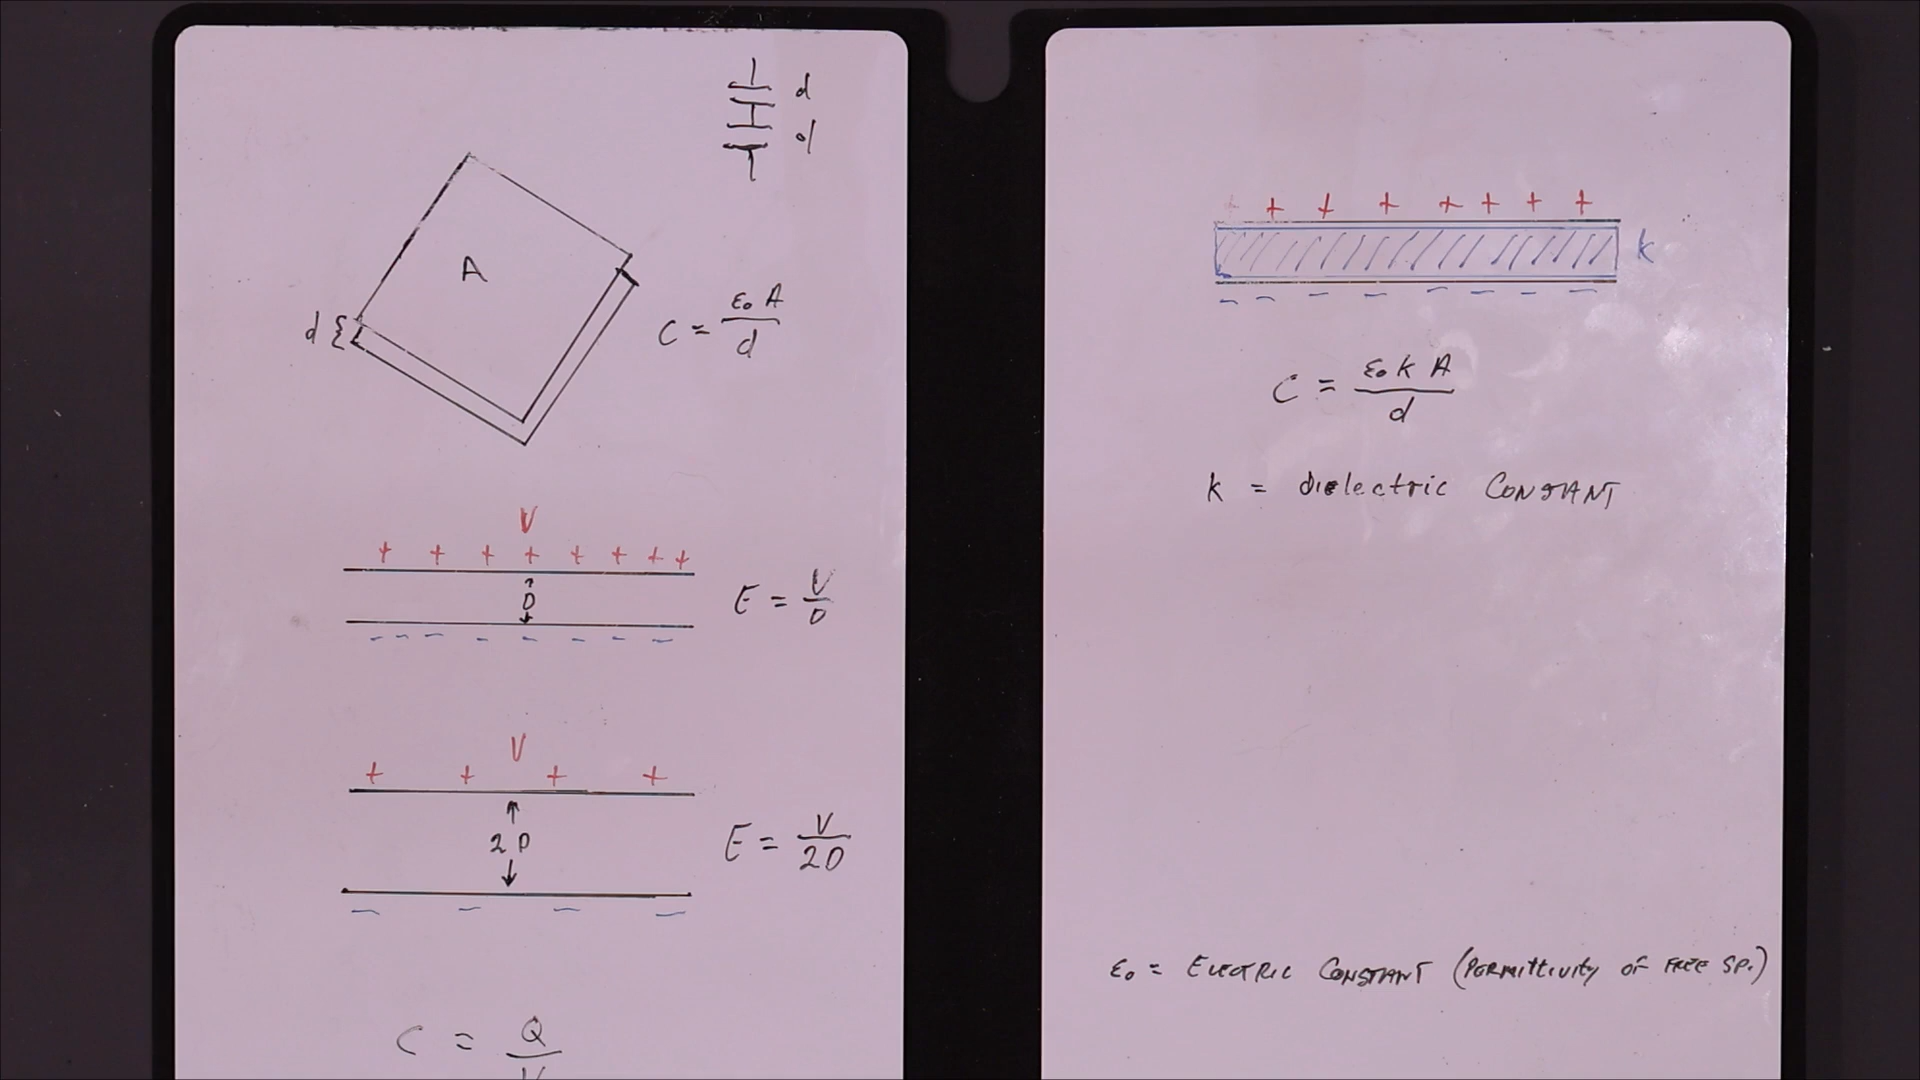 d
d
A
d {
C = ε₀ A / d
V
+ + + + + + + +
D
E = V / D
- - - - - - - -
V
+ + + +
2D
E = V / 2D
- - - -
C = Q / V
+ + + + + + + +
k
- - - - - - - -
C = ε₀ k A / d
k = dielectric CONSTANT
ε₀ = ELECTRIC CONSTANT (PERMITTIVITY OF FREE SP.)